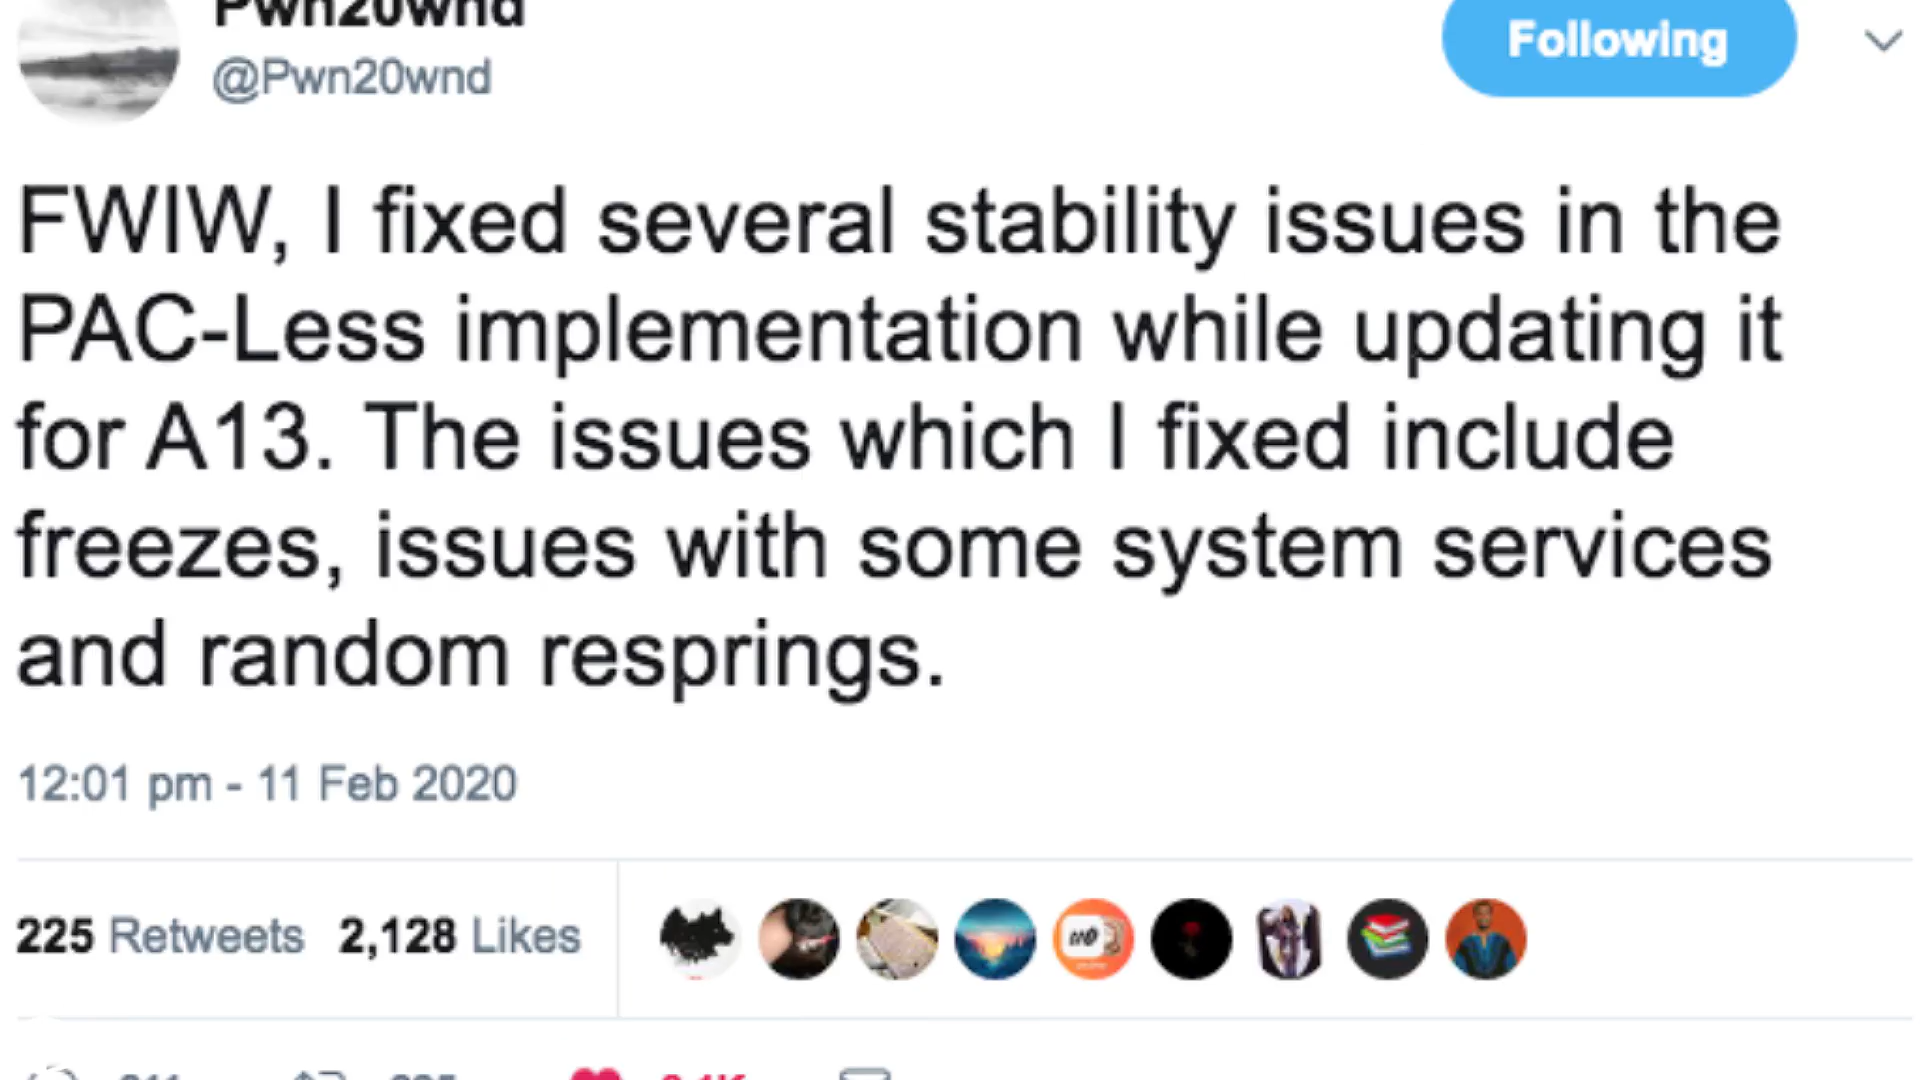 Pwn20wnd
@Pwn20wnd
Following
FWIW, I fixed several stability issues in the
PAC-Less implementation while updating it
for A13. The issues which I fixed include
freezes, issues with some system services
and random resprings.
12:01 pm - 11 Feb 2020
225 Retweets 2,128 Likes